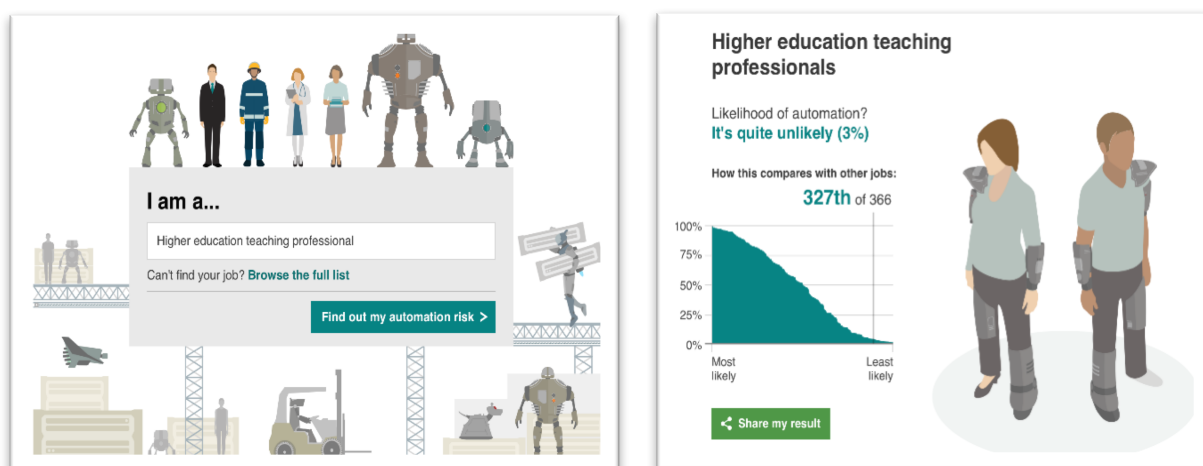 I am a...
Higher education teaching professional
Can't find your job? Browse the full list
Find out my automation risk >
Higher education teaching
professionals
Likelihood of automation?
It's quite unlikely (3%)
How this compares with other jobs:
327th of 366
100%
75%
50%
25%
0%
Most
likely
Least
likely
Share my result